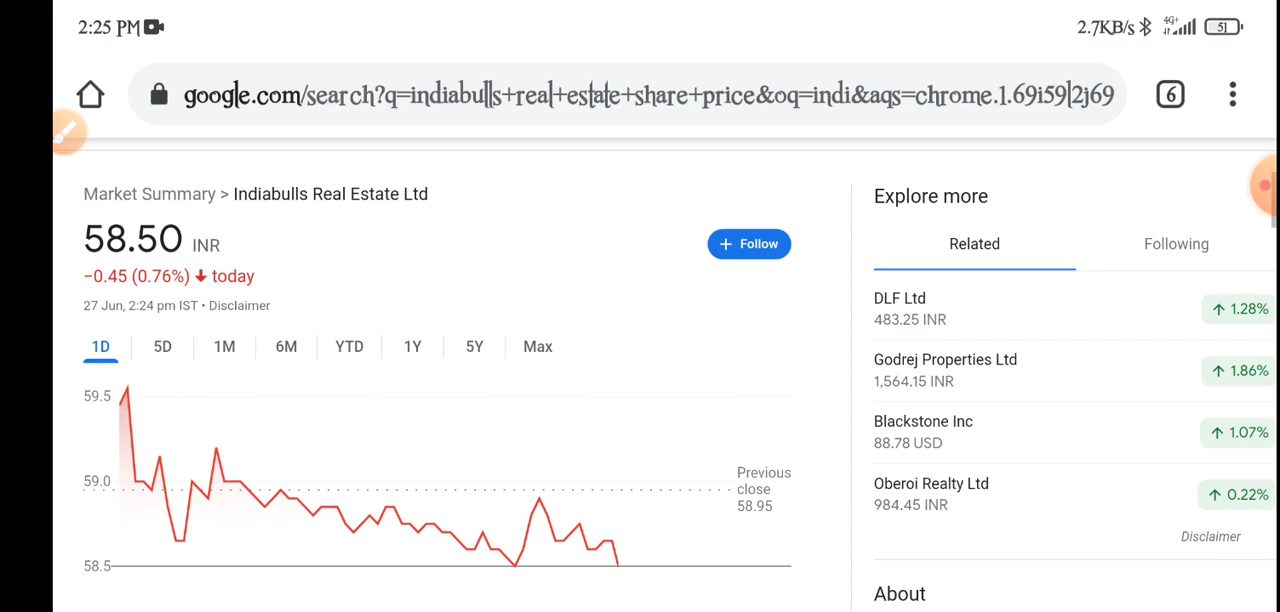 2:25 PM
2.7KB/s 4G+ 51
google.com/search?q=indiabulls+real+estate+share+price&oq=indi&aqs=chrome.1.69i59l2j69
6
Market Summary > Indiabulls Real Estate Ltd
58.50 INR
+ Follow
−0.45 (0.76%) ↓ today
27 Jun, 2:24 pm IST • Disclaimer
1D 5D 1M 6M YTD 1Y 5Y Max
59.5
59.0
58.5
Previous
close
58.95
Explore more
Related Following
DLF Ltd
483.25 INR
↑ 1.28%
Godrej Properties Ltd
1,564.15 INR
↑ 1.86%
Blackstone Inc
88.78 USD
↑ 1.07%
Oberoi Realty Ltd
984.45 INR
↑ 0.22%
Disclaimer
About